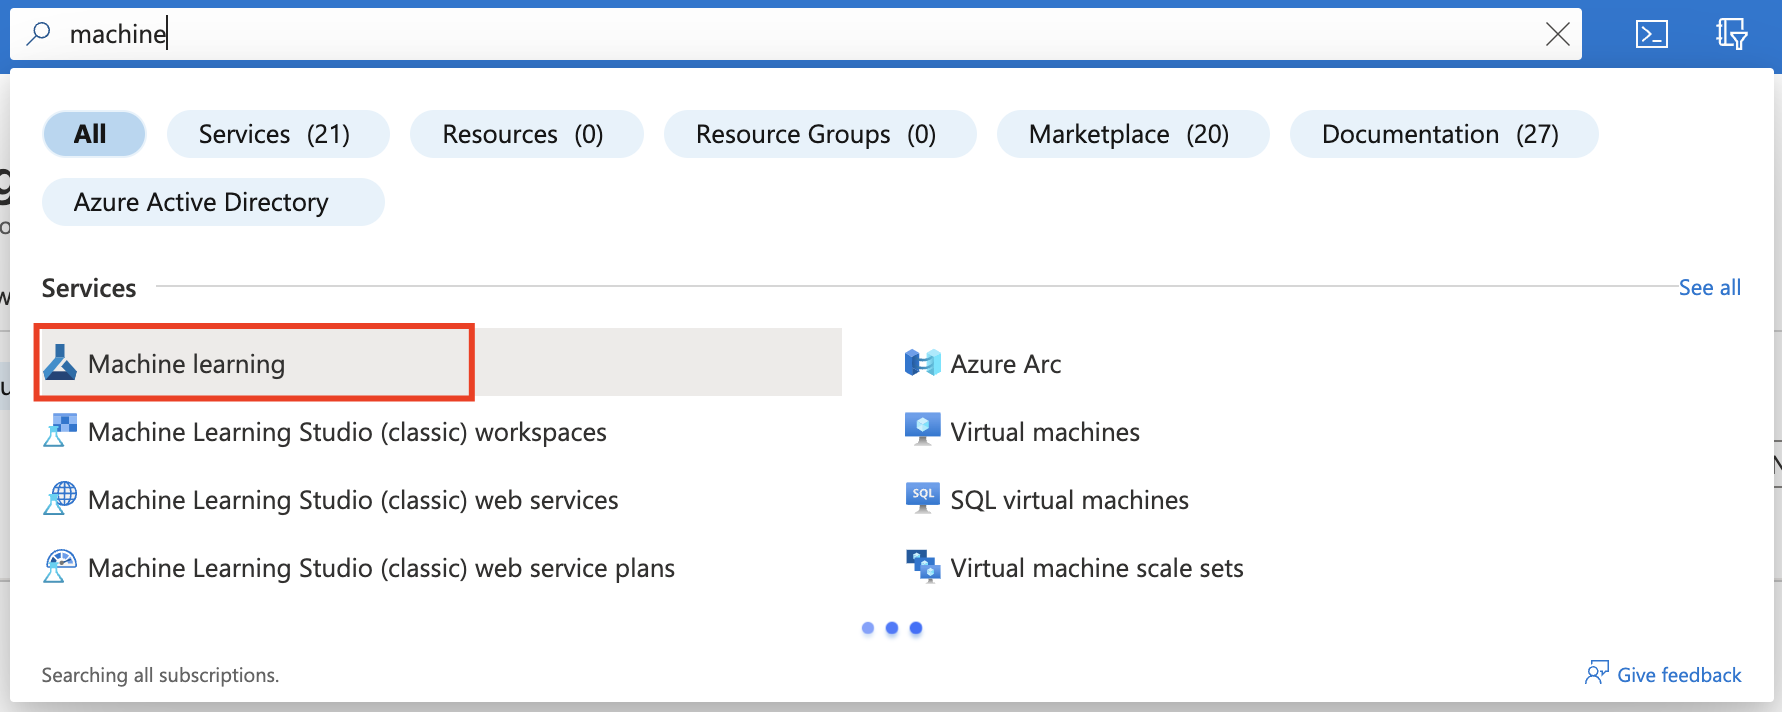 machine
All Services (21) Resources (0) Resource Groups (0) Marketplace (20) Documentation (27)
Azure Active Directory
Services See all
Machine learning
Azure Arc
Machine Learning Studio (classic) workspaces
Virtual machines
Machine Learning Studio (classic) web services
SQL
SQL virtual machines
Machine Learning Studio (classic) web service plans
Virtual machine scale sets
Searching all subscriptions.
Give feedback